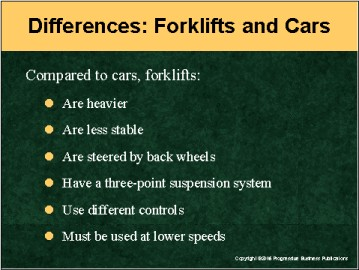 Differences: Forklifts and Cars
Compared to cars, forklifts:
Are heavier
Are less stable
Are steered by back wheels
Have a three-point suspension system
Use different controls
Must be used at lower speeds
Copyright Progressive Business Publications